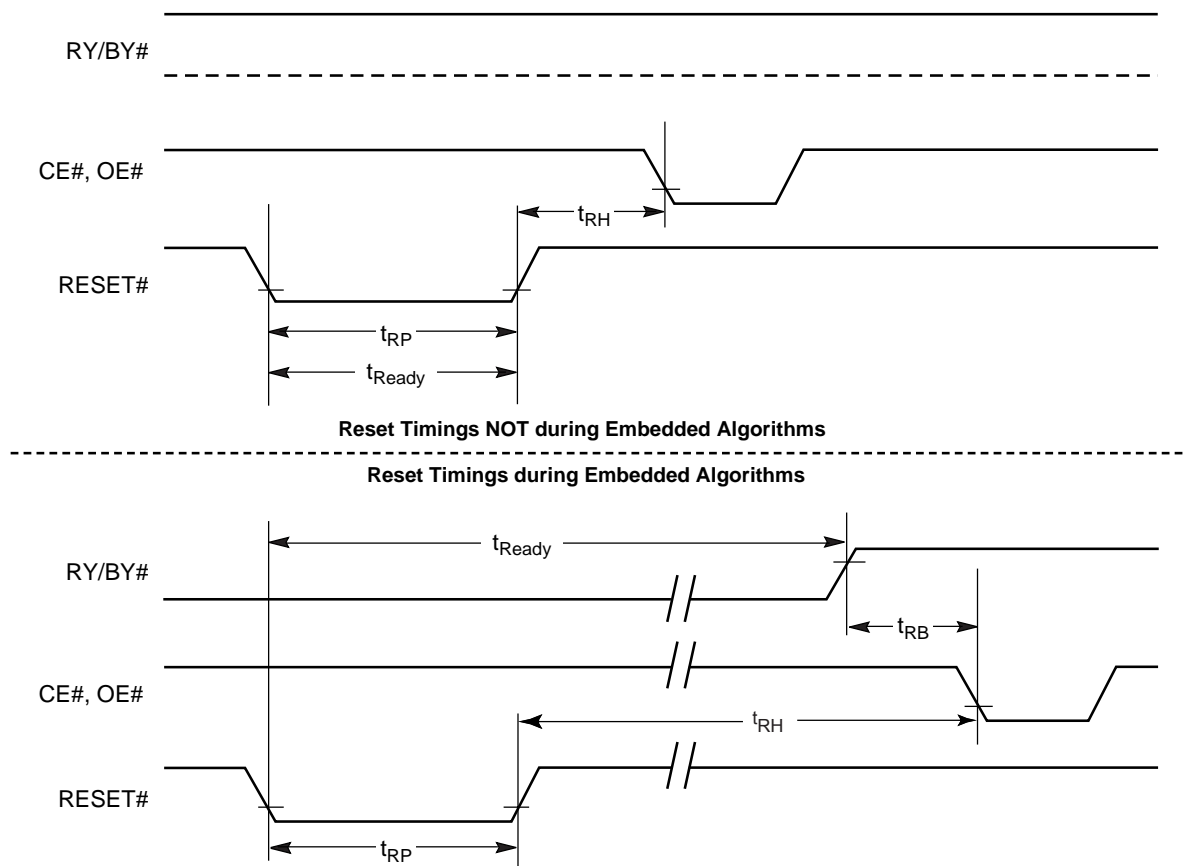 RY/BY#
CE#, OE#
tRH
RESET#
tRP
tReady
Reset Timings NOT during Embedded Algorithms
Reset Timings during Embedded Algorithms
tReady
RY/BY#
tRB
CE#, OE#
tRH
RESET#
tRP